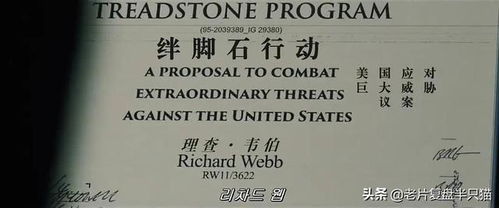 TREADSTONE PROGRAM
(95-2039389_IG 29380)
绊脚石行动
A PROPOSAL TO COMBAT
EXTRAORDINARY THREATS
AGAINST THE UNITED STATES
美国应对
巨大威胁
议案
理查·韦伯
Richard Webb
RW11/3622
리차드 웹
头条 @老片复盘半只猫